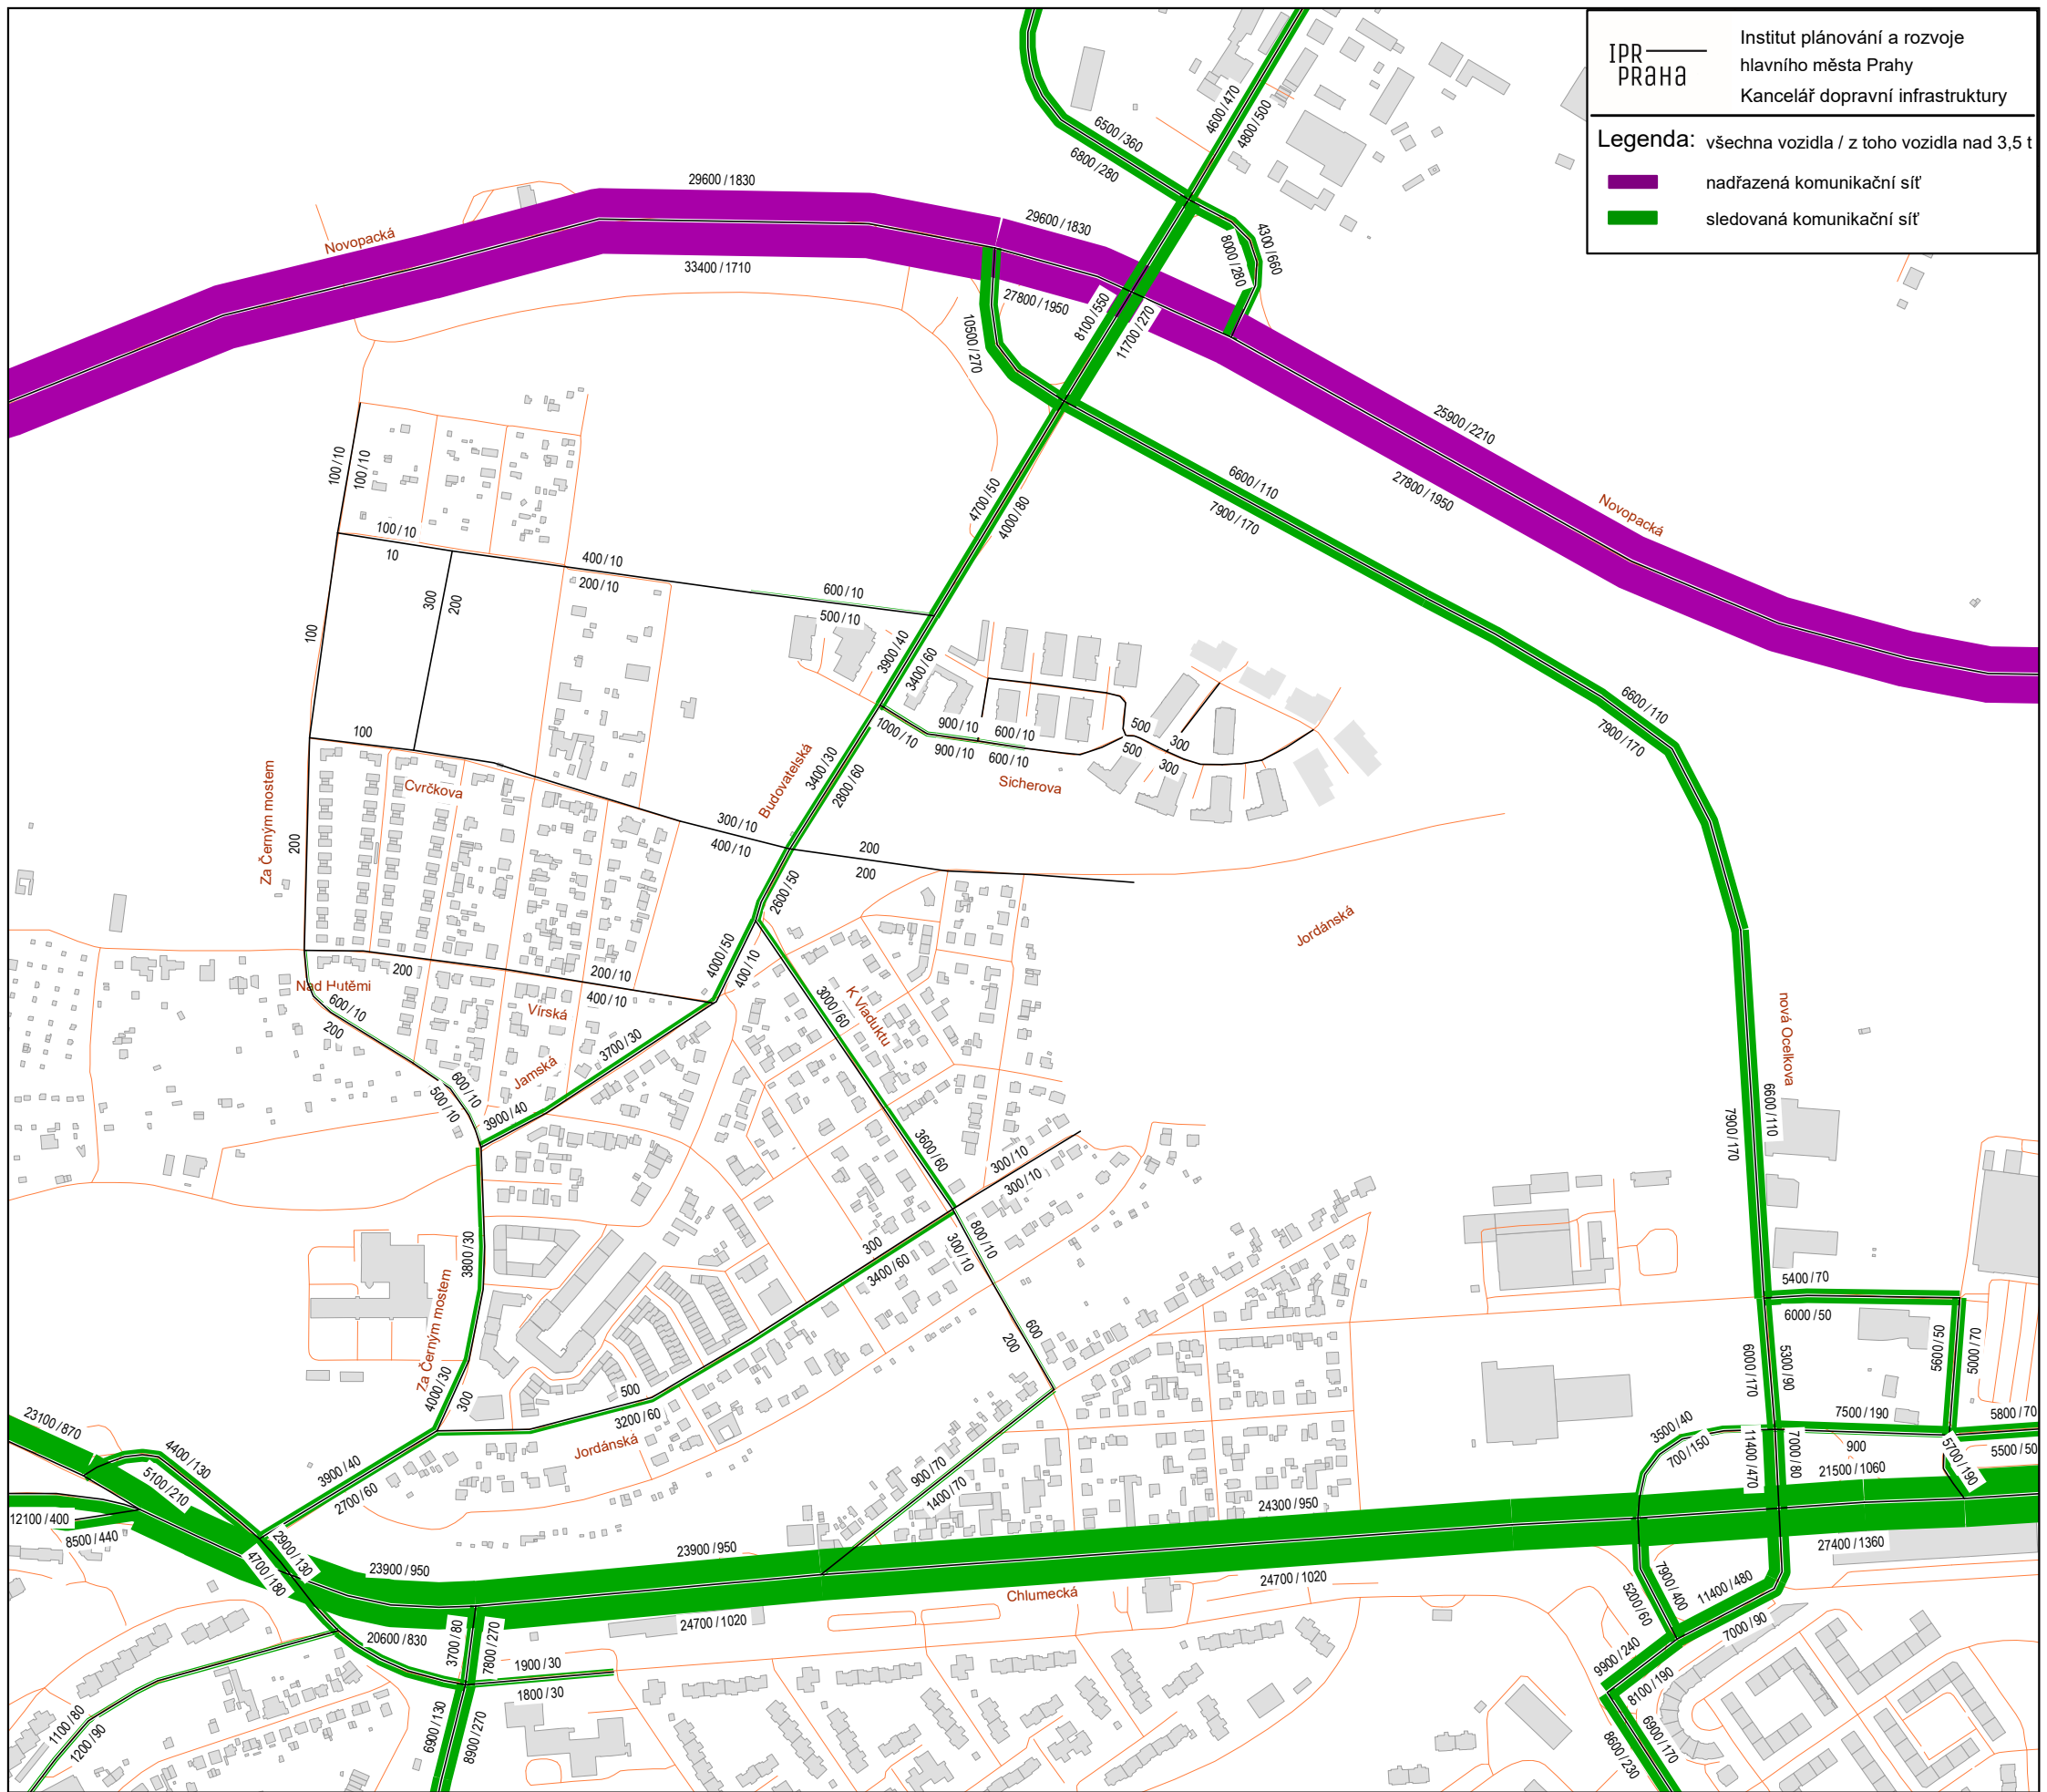 IPR
PRAHA
Institut plánování a rozvoje
hlavního města Prahy
Kancelář dopravní infrastruktury
Legenda: všechna vozidla / z toho vozidla nad 3,5 t
nadřazená komunikační síť
sledovaná komunikační síť
4600 / 470
4800 / 500
6500 / 360
6800 / 280
29600 / 1830
29600 / 1830
Novopacká
33400 / 1710
4300 / 660
8000 / 280
27800 / 1950
8100 / 550
11700 / 270
10500 / 270
25900 / 2210
27800 / 1950
Novopacká
6600 / 110
7900 / 170
100 / 10
100 / 10
4700 / 50
4000 / 80
100 / 10
10
400 / 10
200 / 10
600 / 10
500 / 10
300
200
100
3900 / 40
3400 / 60
6600 / 110
7900 / 170
100
1000 / 10
900 / 10
900 / 10
600 / 10
600 / 10
500
500
300
300
Sicherova
Budovatelská
3400 / 30
2800 / 60
Cvrčkova
Za Černým mostem
200
300 / 10
400 / 10
200
200
2600 / 50
Jordánská
4000 / 50
400 / 10
200
200 / 10
400 / 10
Nad Hutěmi
600 / 10
200
Vírská
3000 / 60
K Viaduktu
nová Ocelkova
3700 / 30
Jamská
600 / 10
500 / 10
3900 / 40
6600 / 110
7900 / 170
3600 / 60
300 / 10
300 / 10
800 / 10
300 / 10
300
3400 / 60
3800 / 30
Za Černým mostem
4000 / 30
300
600
200
5400 / 70
6000 / 50
5600 / 50
5000 / 70
6000 / 170
5300 / 90
500
3200 / 60
Jordánská
23100 / 870
4400 / 130
5100 / 210
3900 / 40
2700 / 60
900 / 70
1400 / 70
3500 / 40
700 / 150
11400 / 470
7000 / 80
7500 / 190
900
5800 / 70
5700 / 190
5500 / 50
21500 / 1060
12100 / 400
8500 / 440
2900 / 130
4700 / 180
23900 / 950
23900 / 950
24300 / 950
27400 / 1360
24700 / 1020
Chlumecká
24700 / 1020
20600 / 830
3700 / 80
7800 / 270
1900 / 30
1800 / 30
7900 / 400
5200 / 60
11400 / 480
7000 / 90
9900 / 240
8100 / 190
1100 / 80
1200 / 90
6900 / 130
8900 / 270
6900 / 170
8600 / 230